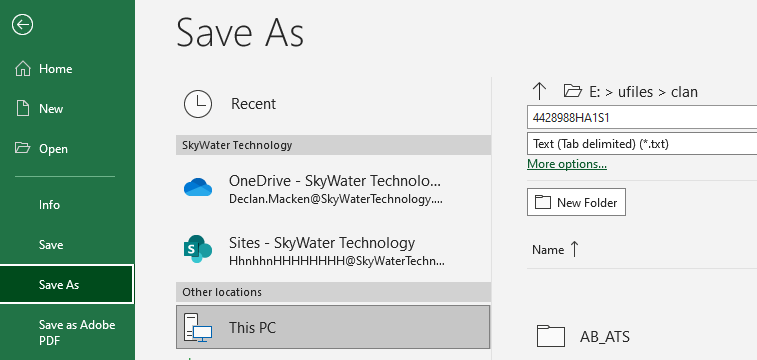 Save As
Home
New
Open
Info
Save
Save As
Save as Adobe
PDF
Recent
SkyWater Technology
OneDrive - SkyWater Technolo...
Declan.Macken@SkyWaterTechnology....
Sites - SkyWater Technology
HhnhhnHHHHHHHH@SkyWaterTechn...
Other locations
This PC
E: > ufiles > clan
4428988HA1S1
Text (Tab delimited) (*.txt)
More options...
New Folder
Name
AB_ATS